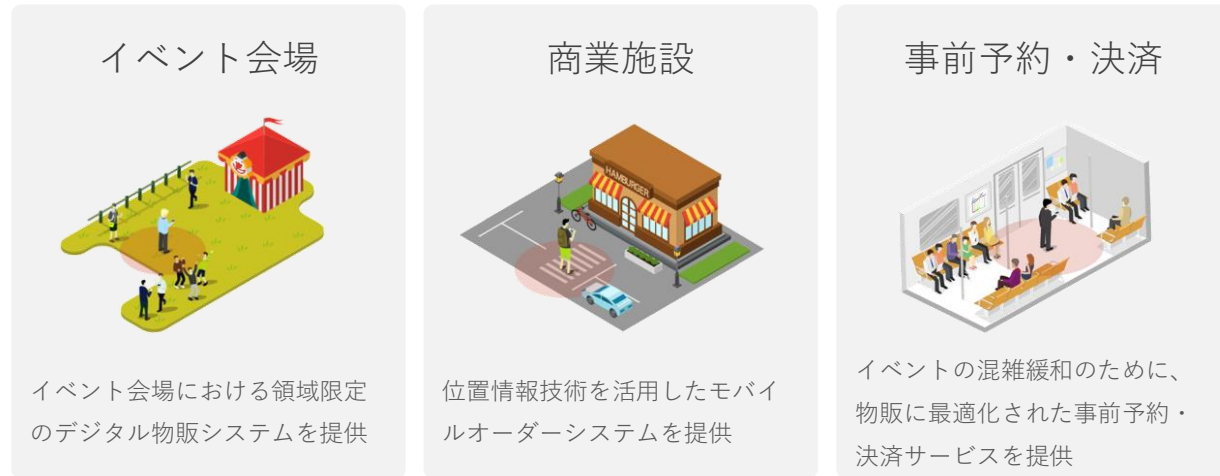 イベント会場
イベント会場における領域限定
のデジタル物販システムを提供
商業施設
HAMBURGER
位置情報技術を活用したモバイ
ルオーダーシステムを提供
事前予約・決済
イベントの混雑緩和のために、
物販に最適化された事前予約・
決済サービスを提供